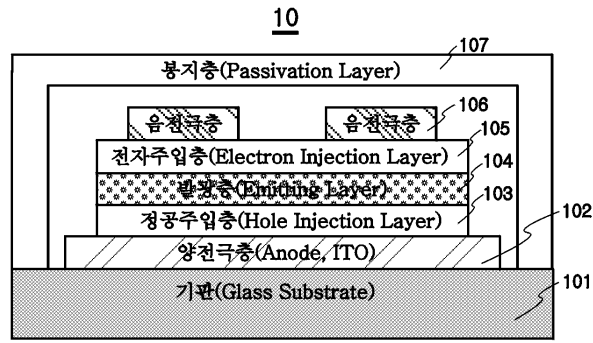 10
107
봉지층(Passivation Layer)
106
음전극층 음전극층
105
전자주입층(Electron Injection Layer)
104
발광층(Emitting Layer)
103
정공주입층(Hole Injection Layer)
102
양전극층(Anode, ITO)
101
기판(Glass Substrate)